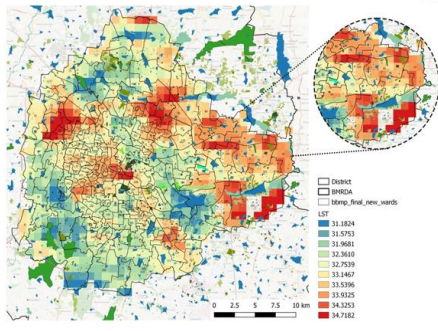 District
BMRDA
bbmp_final_new_wards
LST
31.1824
31.5753
31.9681
32.3610
32.7539
33.1467
33.5396
33.9325
34.3253
34.7182
0 2.5 5 7.5 10 km